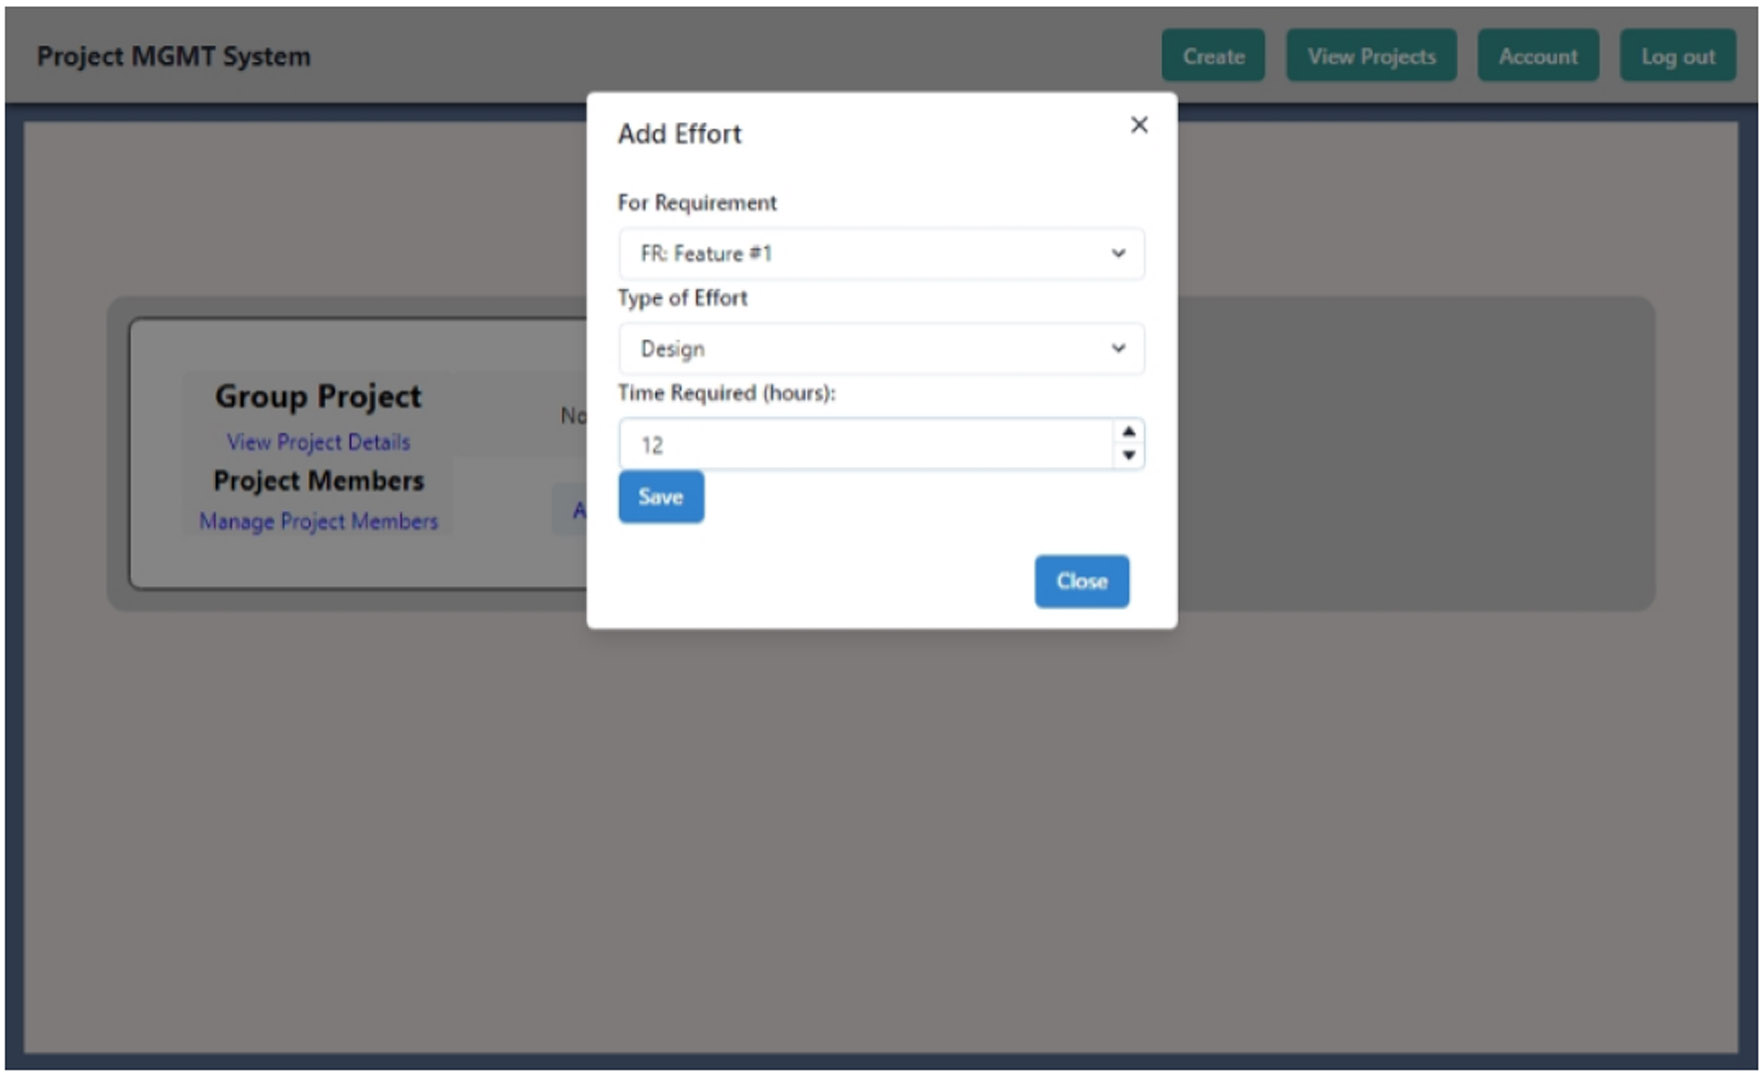 Project MGMT System Create View Projects Account Log out
Add Effort
For Requirement
FR: Feature #1
Type of Effort
Design
Time Required (hours):
12
Save
Close
Group Project
View Project Details
Project Members
Manage Project Members